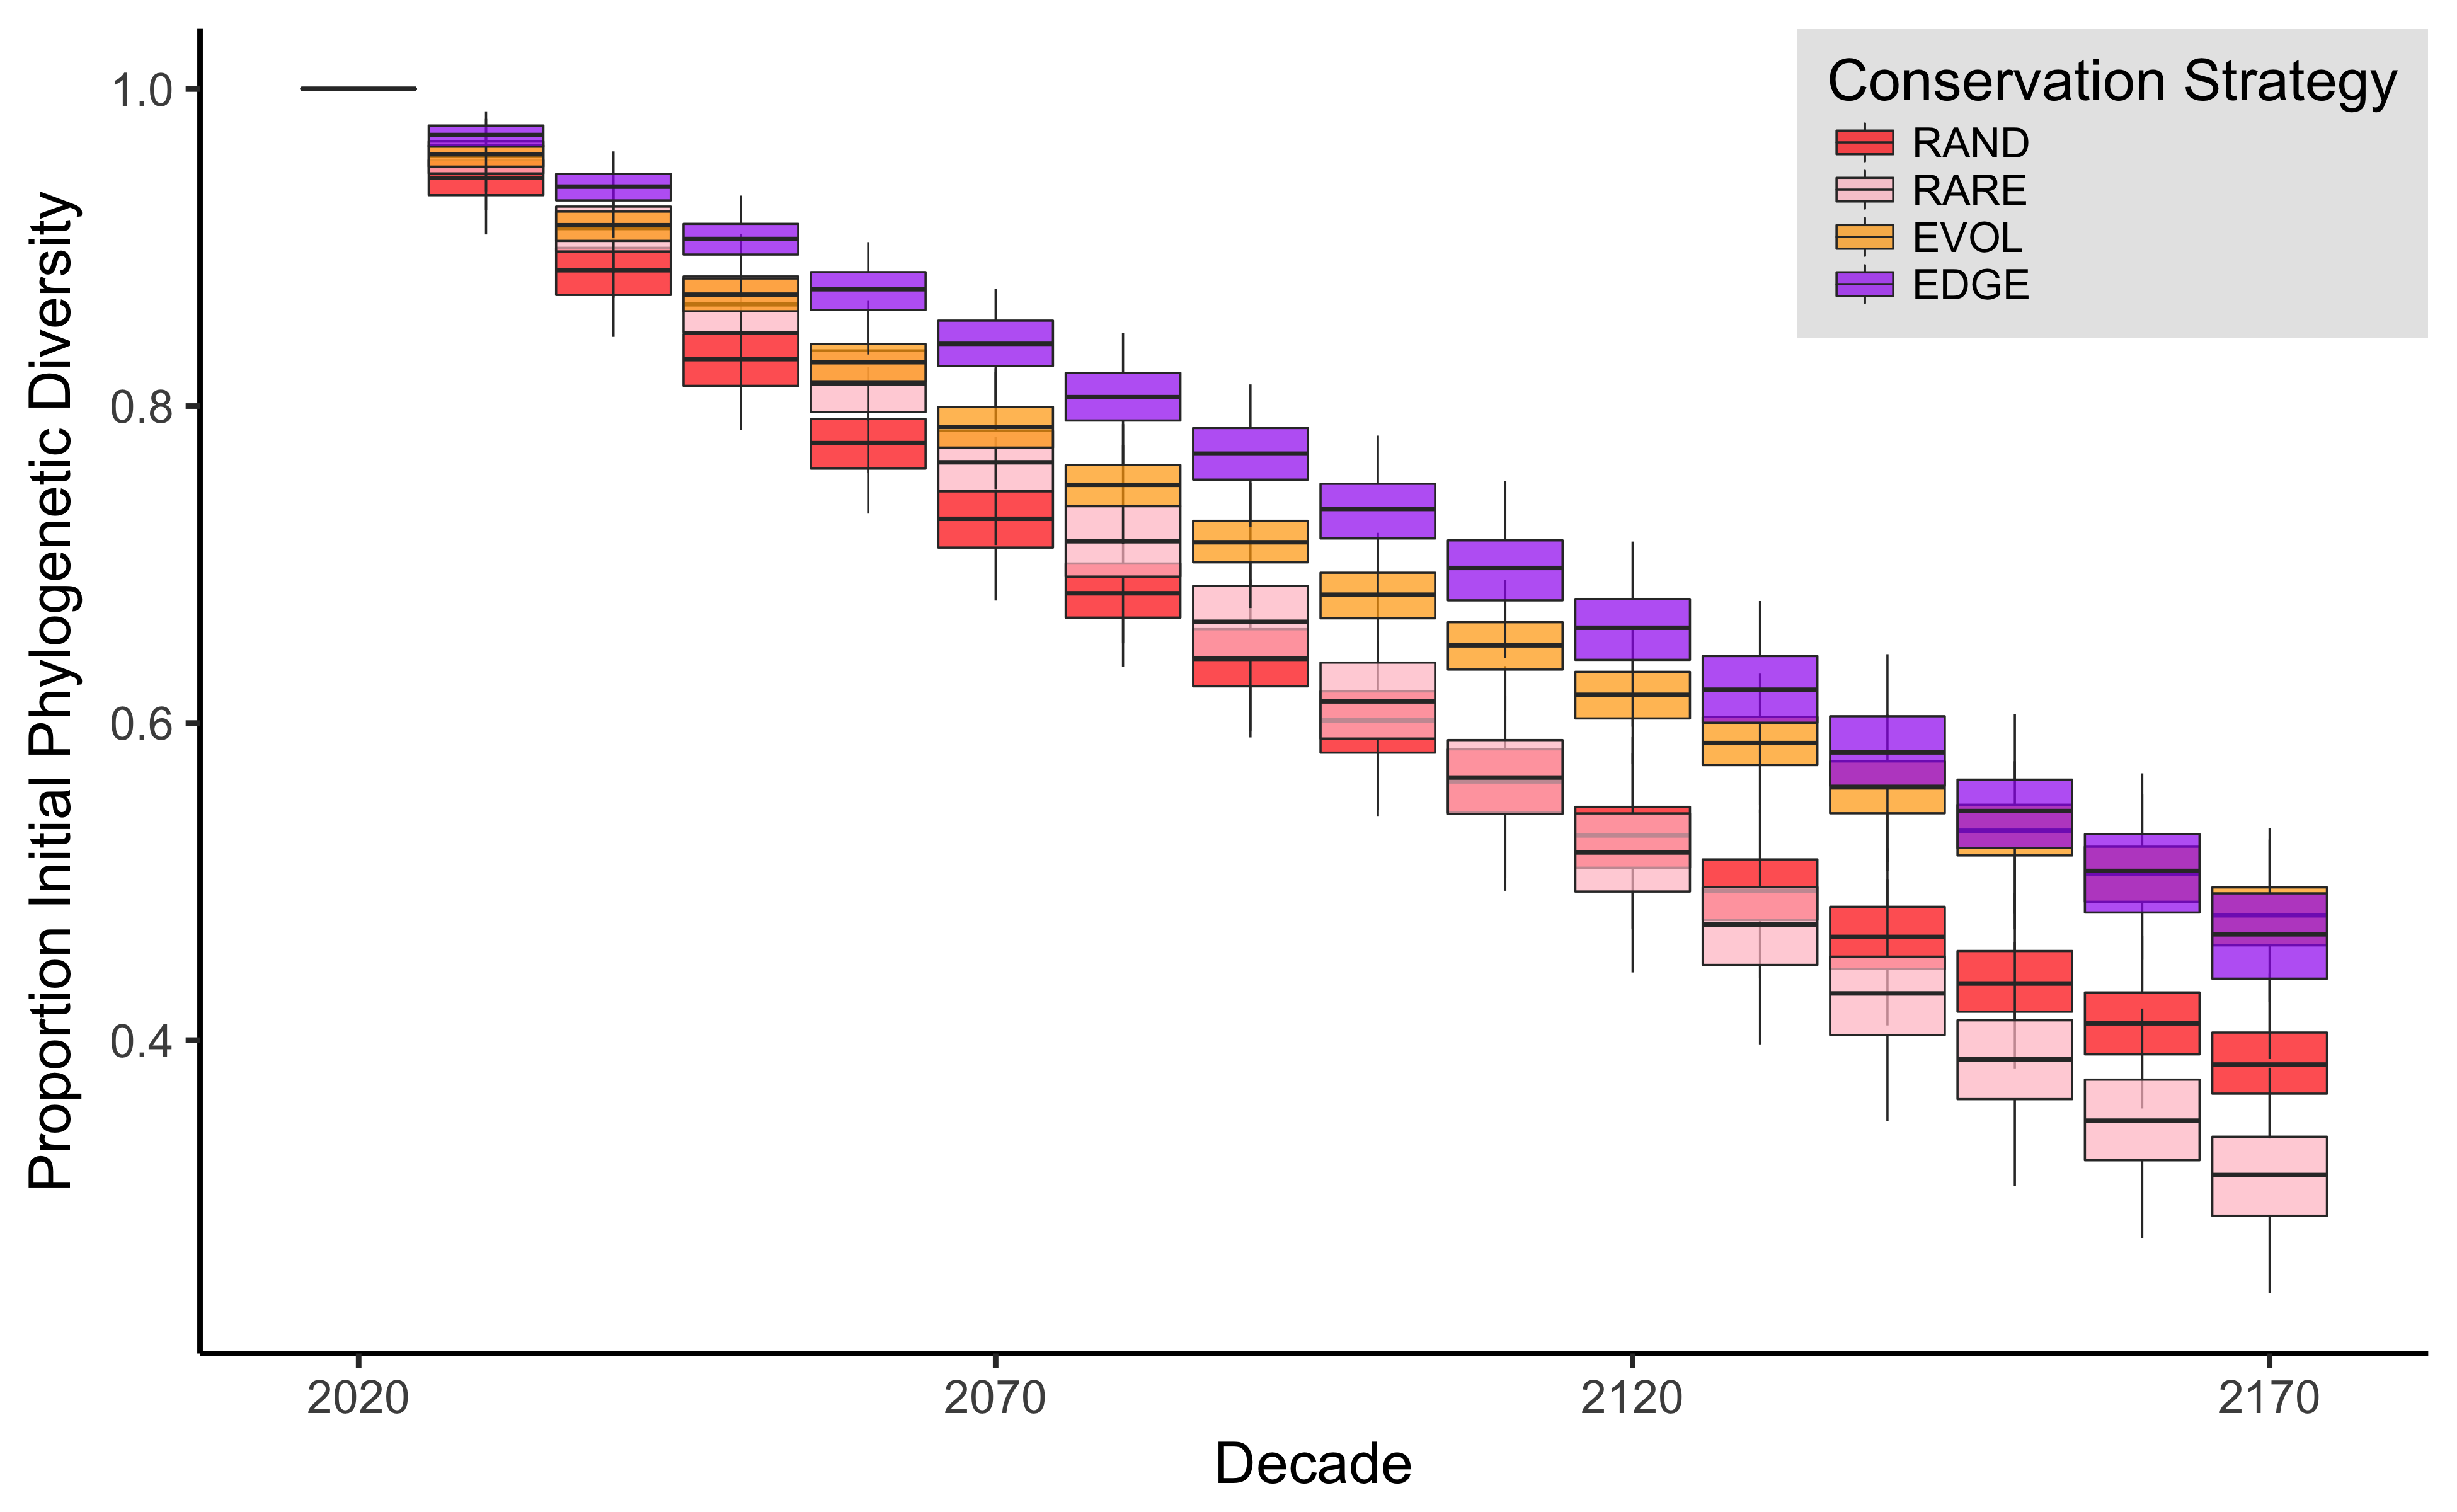 Conservation Strategy
RAND
RARE
EVOL
EDGE
Proportion Initial Phylogenetic Diversity
1.0
0.8
0.6
0.4
2020 2070 2120 2170
Decade